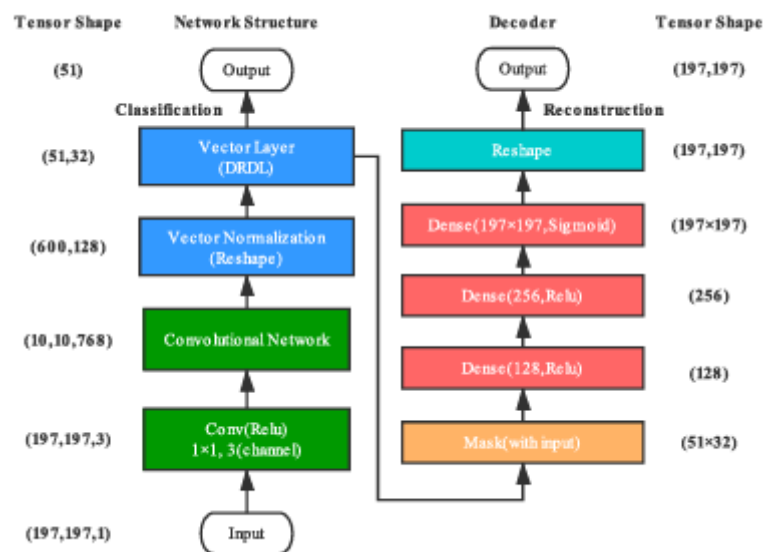 Tensor Shape Network Structure Decoder Tensor Shape
(51) Output Output (197,197)
Classification Reconstruction
(51,32) Vector Layer Reshape (197,197)
(DRDL)
(600,128) Vector Normalization Dense(197×197,Sigmoid) (197×197)
(Reshape)
Dense(256,Relu) (256)
(10,10,768) Convolutional Network
Dense(128,Relu) (128)
(197,197,3) Conv(Relu) Mask(with input) (51×32)
1×1, 3(channel)
(197,197,1) Input